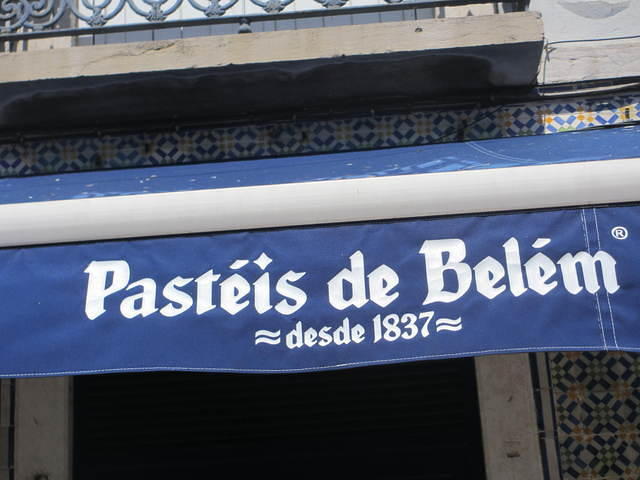 Pastéis de Belém®
≈desde 1837≈